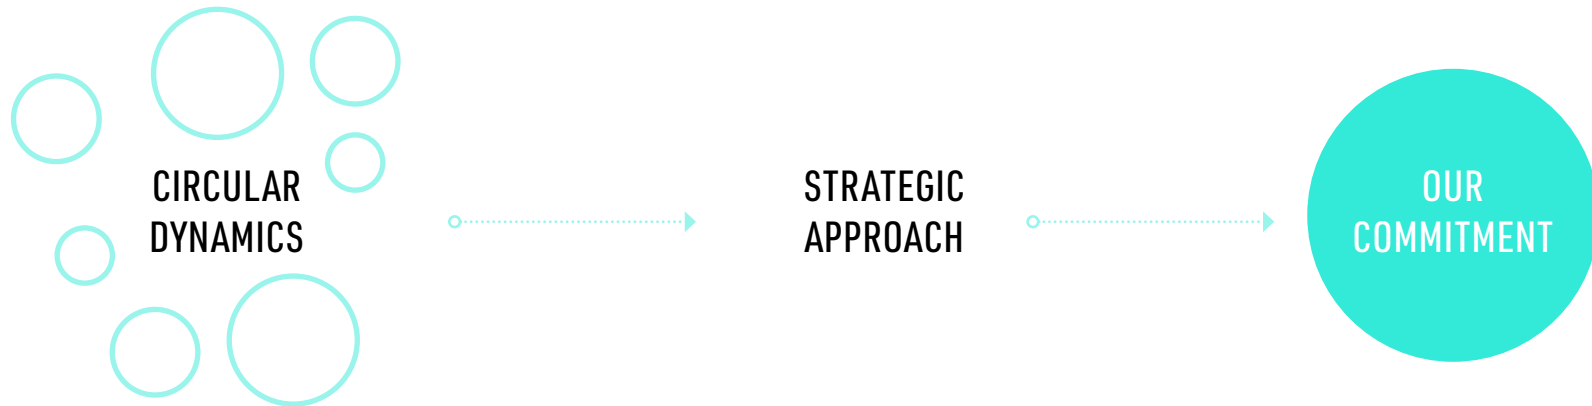 CIRCULAR
DYNAMICS
STRATEGIC
APPROACH
OUR
COMMITMENT